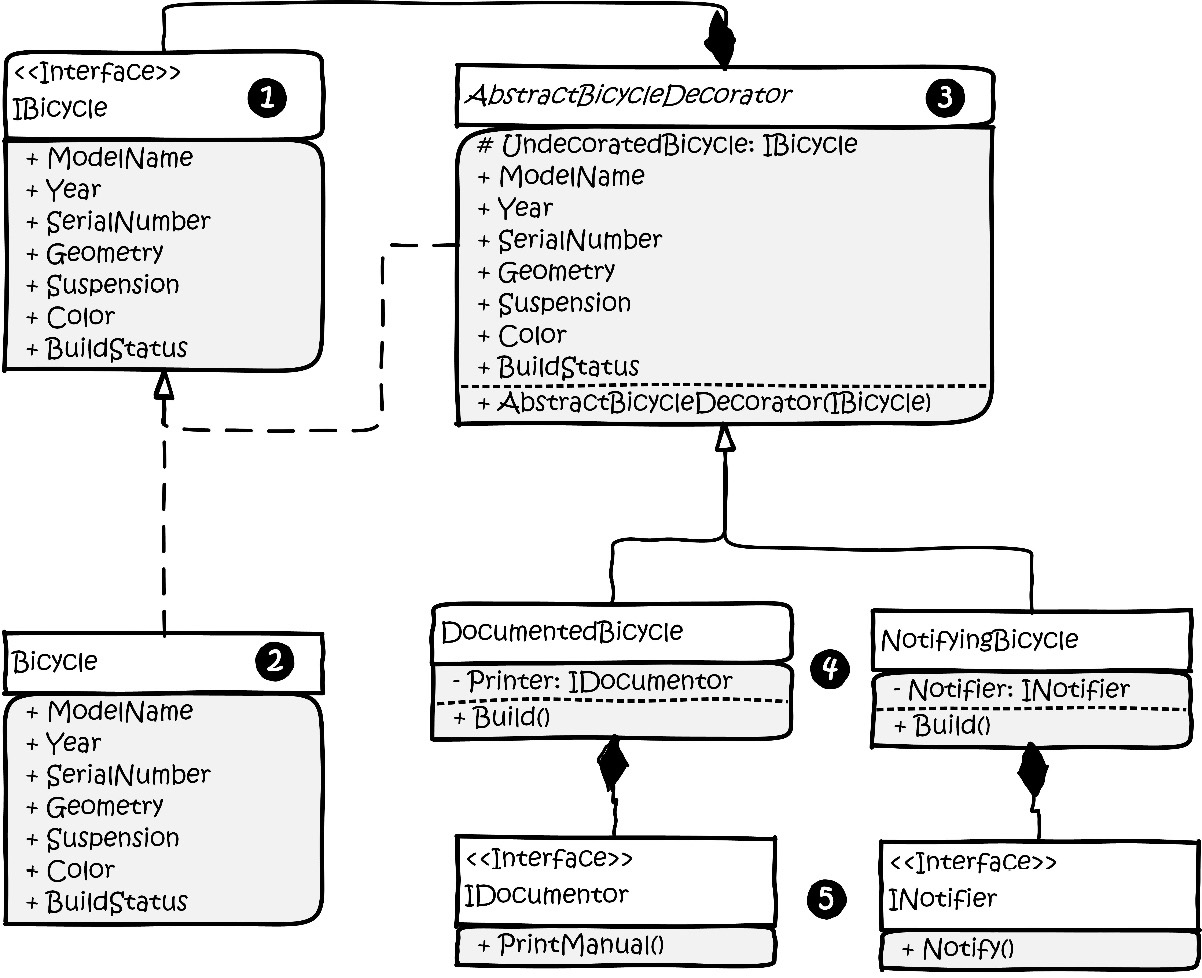 <<Interface>>
IBicycle
1
+ ModelName
+ Year
+ SerialNumber
+ Geometry
+ Suspension
+ Color
+ BuildStatus
AbstractBicycleDecorator
3
# UndecoratedBicycle: IBicycle
+ ModelName
+ Year
+ SerialNumber
+ Geometry
+ Suspension
+ Color
+ BuildStatus
+ AbstractBicycleDecorator(IBicycle)
Bicycle
2
+ ModelName
+ Year
+ SerialNumber
+ Geometry
+ Suspension
+ Color
+ BuildStatus
DocumentedBicycle
- Printer: IDocumentor
+ Build()
4
NotifyingBicycle
- Notifier: INotifier
+ Build()
<<Interface>>
IDocumentor
+ PrintManual()
5
<<Interface>>
INotifier
+ Notify()